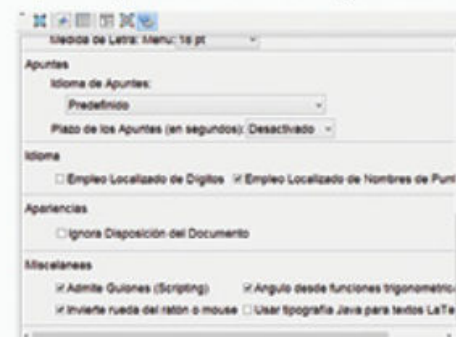 Medida de Letra: Menú: 16 pt
Apuntes
Idioma de Apuntes:
Predefinido
Plazo de los Apuntes (en segundos): Desactivado
Idioma
Empleo Localizado de Dígitos Empleo Localizado de Nombres de Punt
Apariencias
Ignora Disposición del Documento
Misceláneas
Admite Guiones (Scripting) Angulo desde funciones trigonometric
Invierte rueda del ratón o mouse Usar tipografía Java para textos LaTe